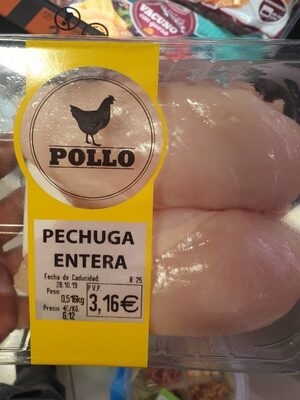 VACUNO
POLLO
PECHUGA
ENTERA
Fecha de Caducidad: R 25
28.10.19 P.V.P
Peso:
0,516kg 3,16€
Precio €/KG.
6,12